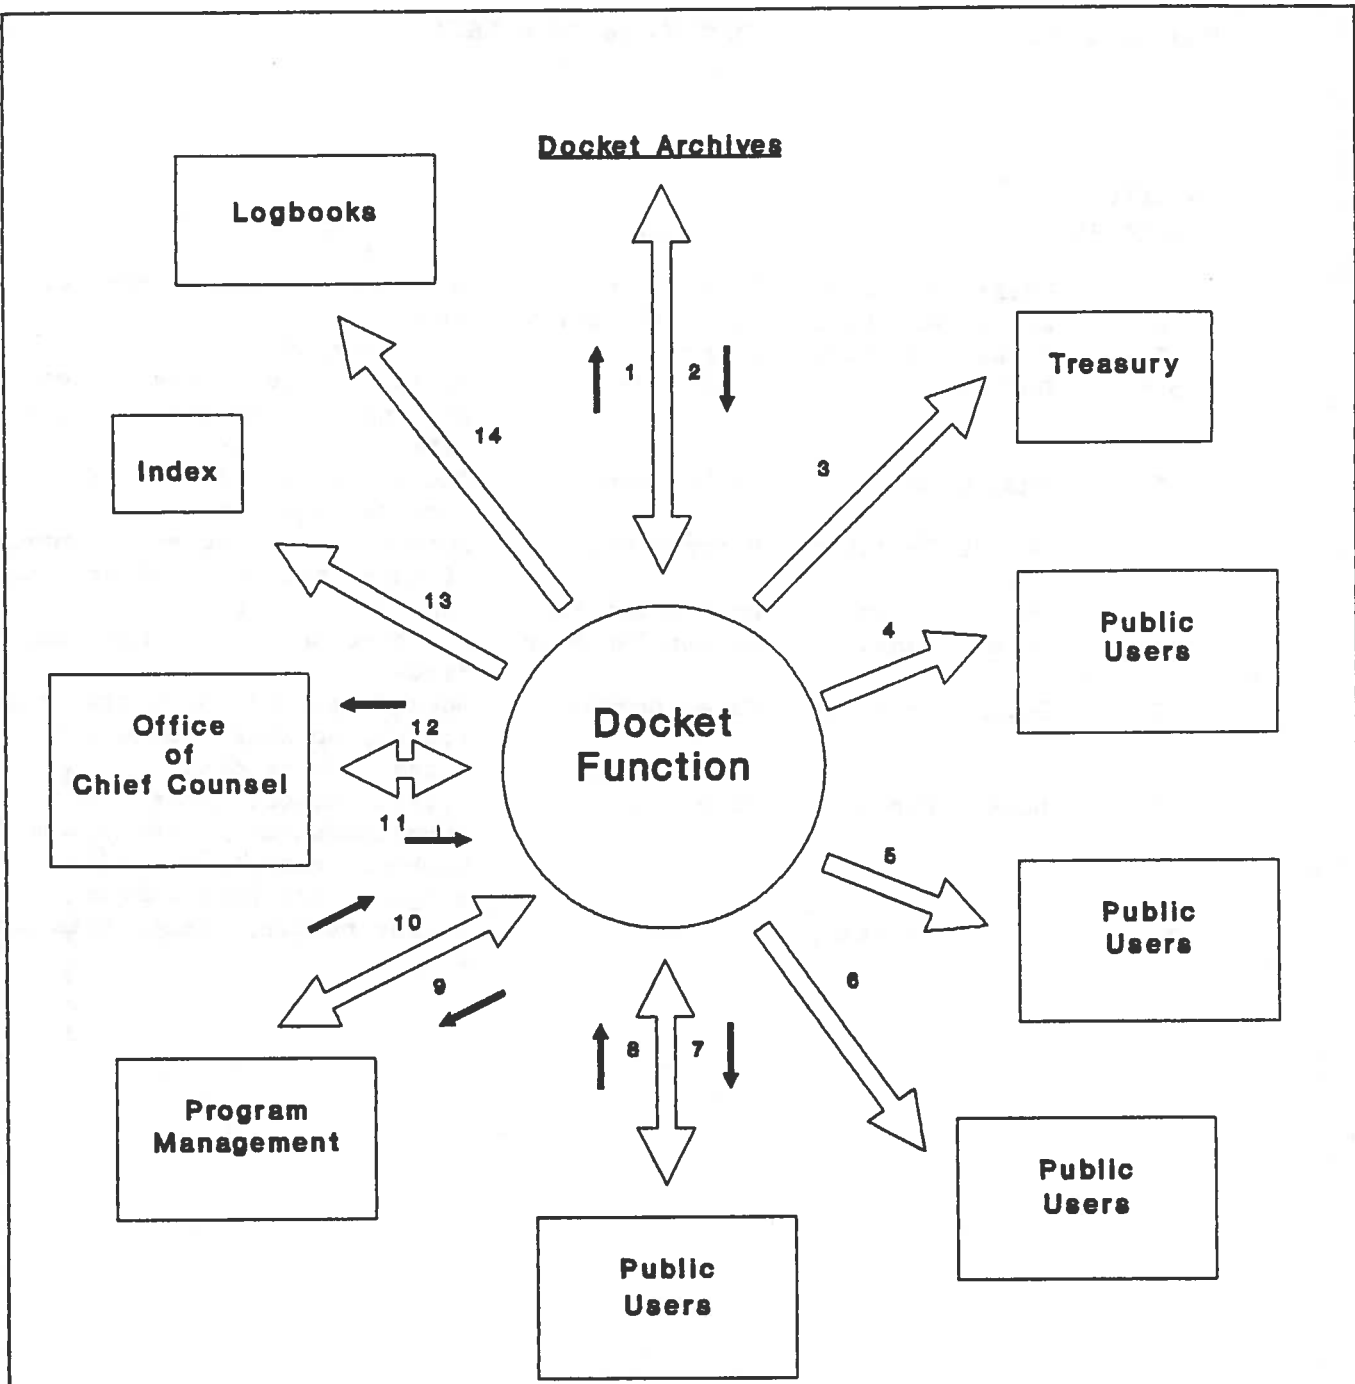 Docket Archives
Logbooks
Treasury
1
2
14
3
Index
13
4
Public
Users
Office
of
Chief Counsel
12
11
Docket
Function
5
Public
Users
10
9
6
8
7
Program
Management
Public
Users
Public
Users